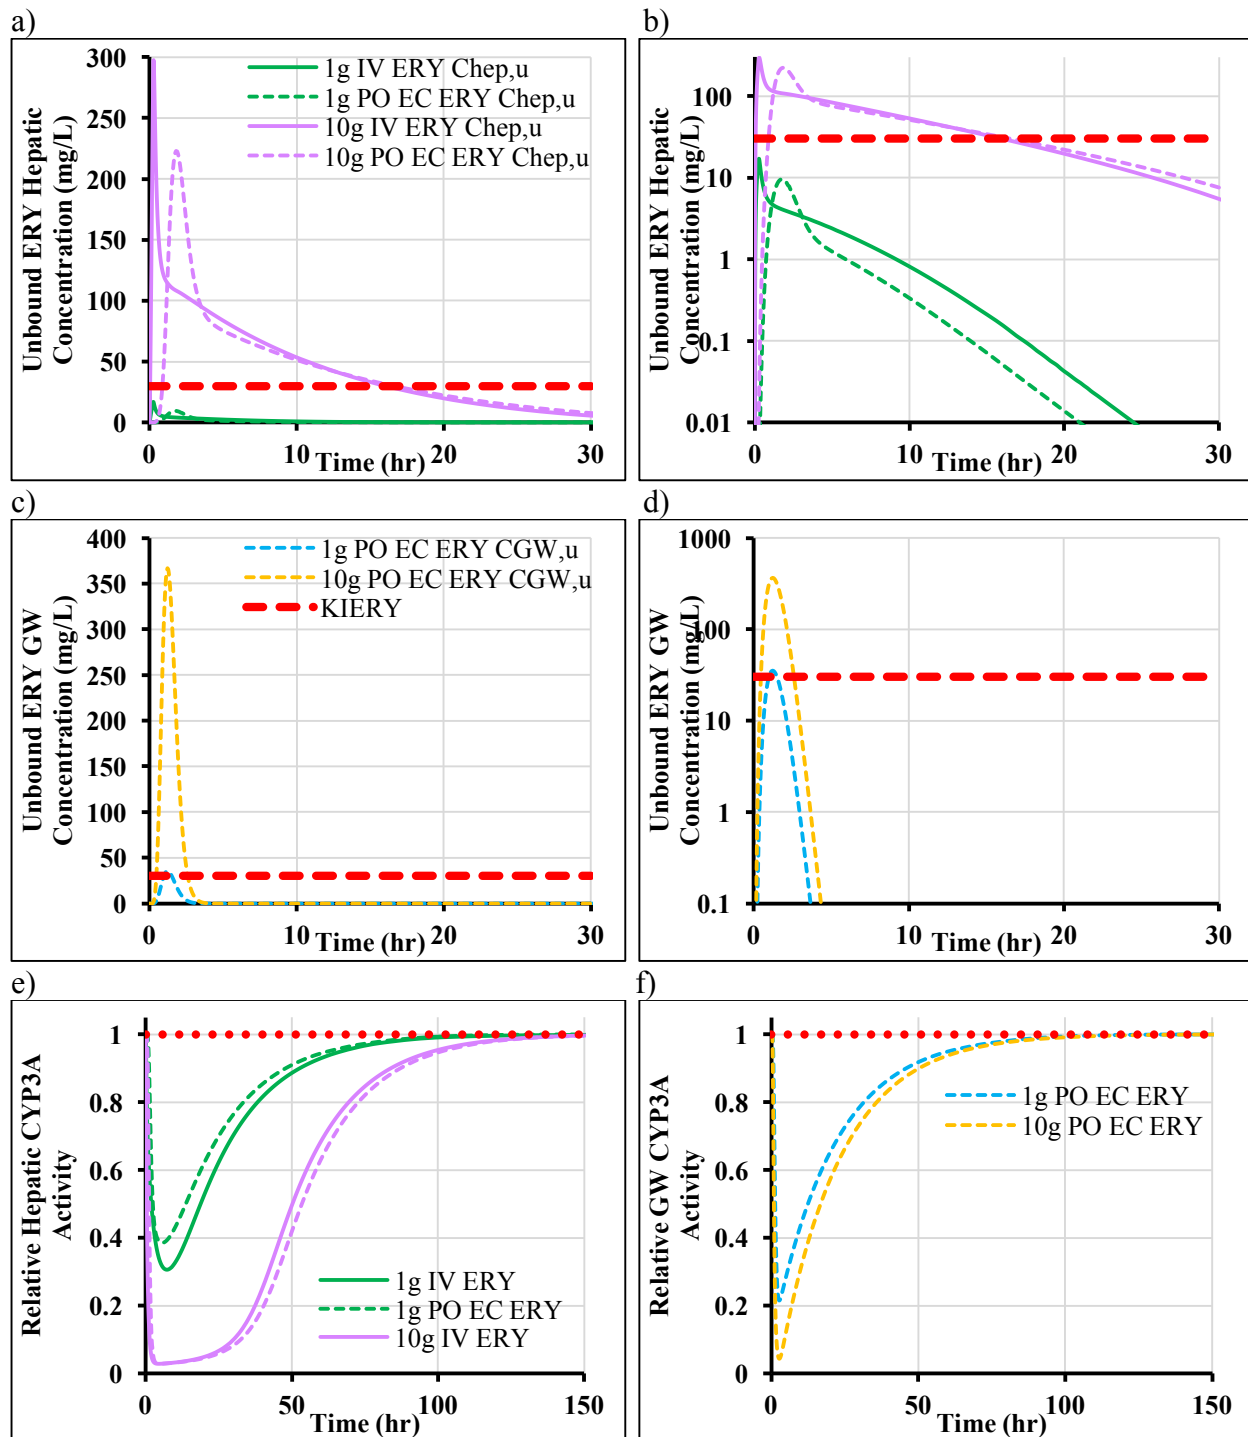 a)
300
250
200
150
100
50
0
0
10
20
30
Unbound ERY Hepatic
Concentration (mg/L)
Time (hr)
1g IV ERY Chep,u
1g PO EC ERY Chep,u
10g IV ERY Chep,u
10g PO EC ERY Chep,u
b)
100
10
1
0.1
0.01
0
10
20
30
Unbound ERY Hepatic
Concentration (mg/L)
Time (hr)
c)
400
350
300
250
200
150
100
50
0
0
10
20
30
Unbound ERY GW
Concentration (mg/L)
Time (hr)
1g PO EC ERY CGW,u
10g PO EC ERY CGW,u
KIERY
d)
1000
100
10
1
0.1
0
10
20
30
Unbound ERY GW
Concentration (mg/L)
Time (hr)
e)
1
0.8
0.6
0.4
0.2
0
0
50
100
150
Relative Hepatic CYP3A
Activity
Time (hr)
1g IV ERY
1g PO EC ERY
10g IV ERY
f)
1
0.8
0.6
0.4
0.2
0
0
50
100
150
Relative GW CYP3A
Activity
Time (hr)
1g PO EC ERY
10g PO EC ERY